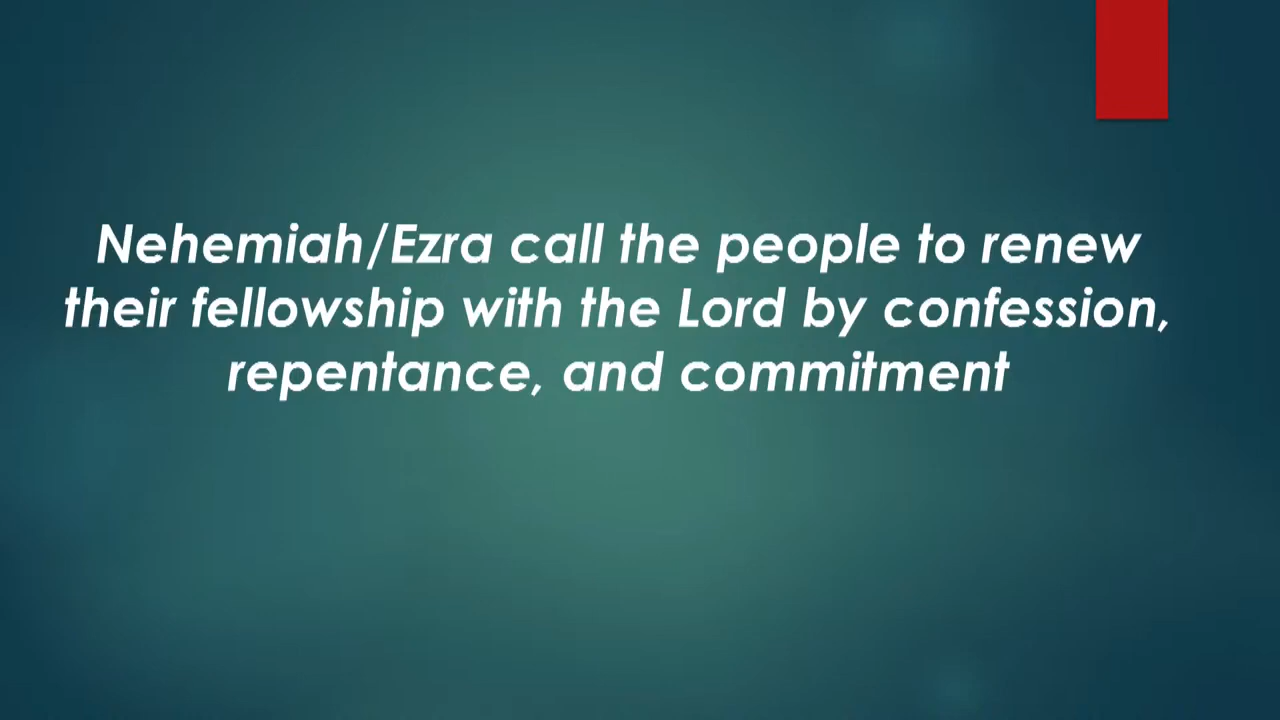 Nehemiah/Ezra call the people to renew
their fellowship with the Lord by confession,
repentance, and commitment